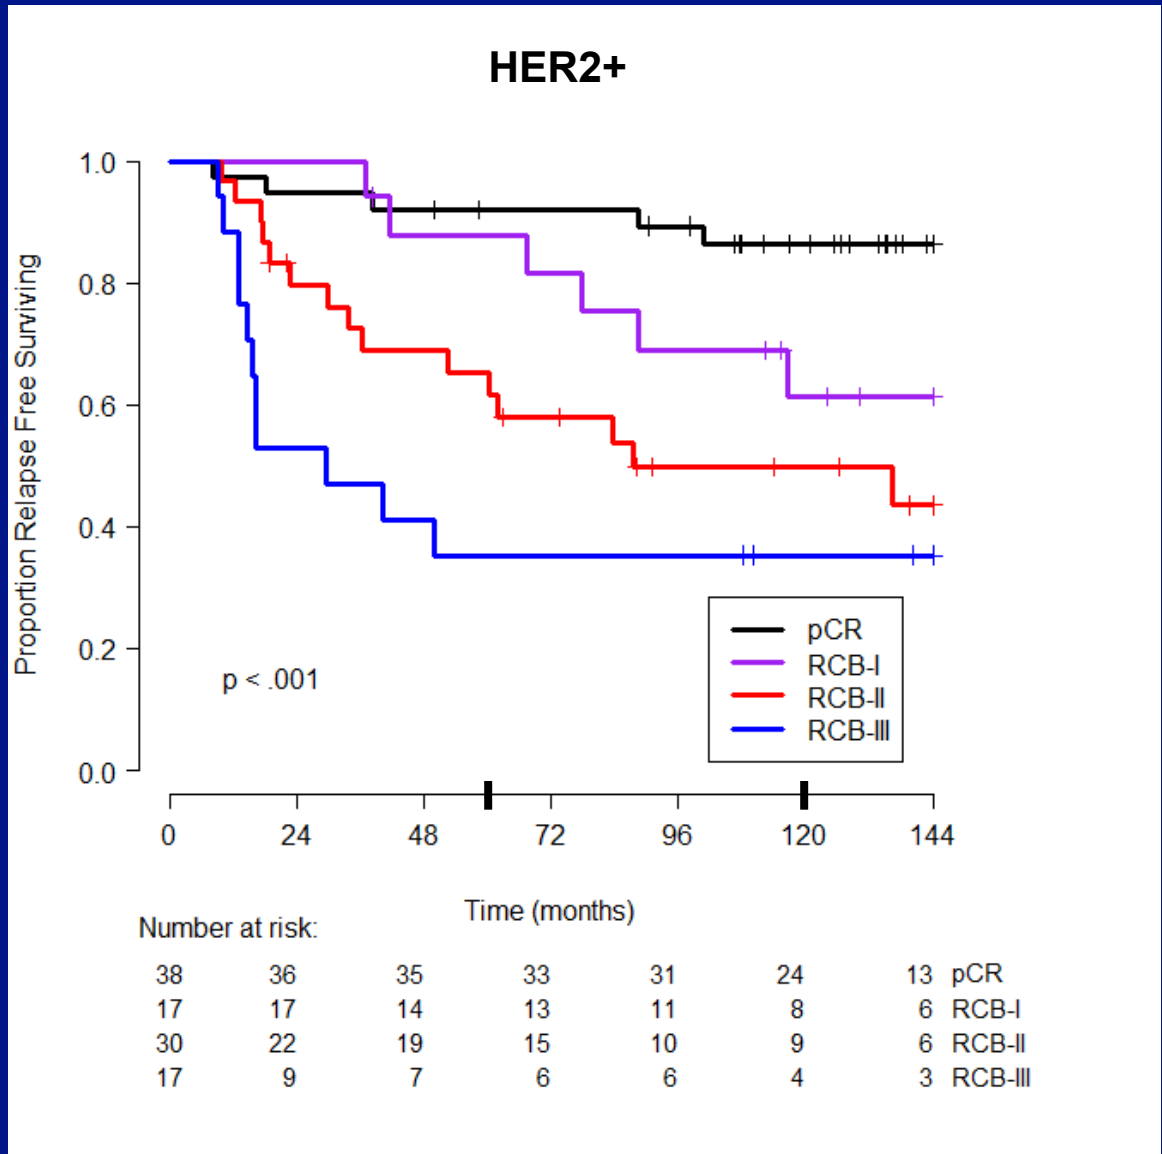 HER2+
Proportion Relapse Free Surviving
1.0
0.8
0.6
0.4
0.2
0.0
p < .001
pCR
RCB-I
RCB-II
RCB-III
0 24 48 72 96 120 144
Time (months)
Number at risk:
38 36 35 33 31 24 13 pCR
17 17 14 13 11 8 6 RCB-I
30 22 19 15 10 9 6 RCB-II
17 9 7 6 6 4 3 RCB-III